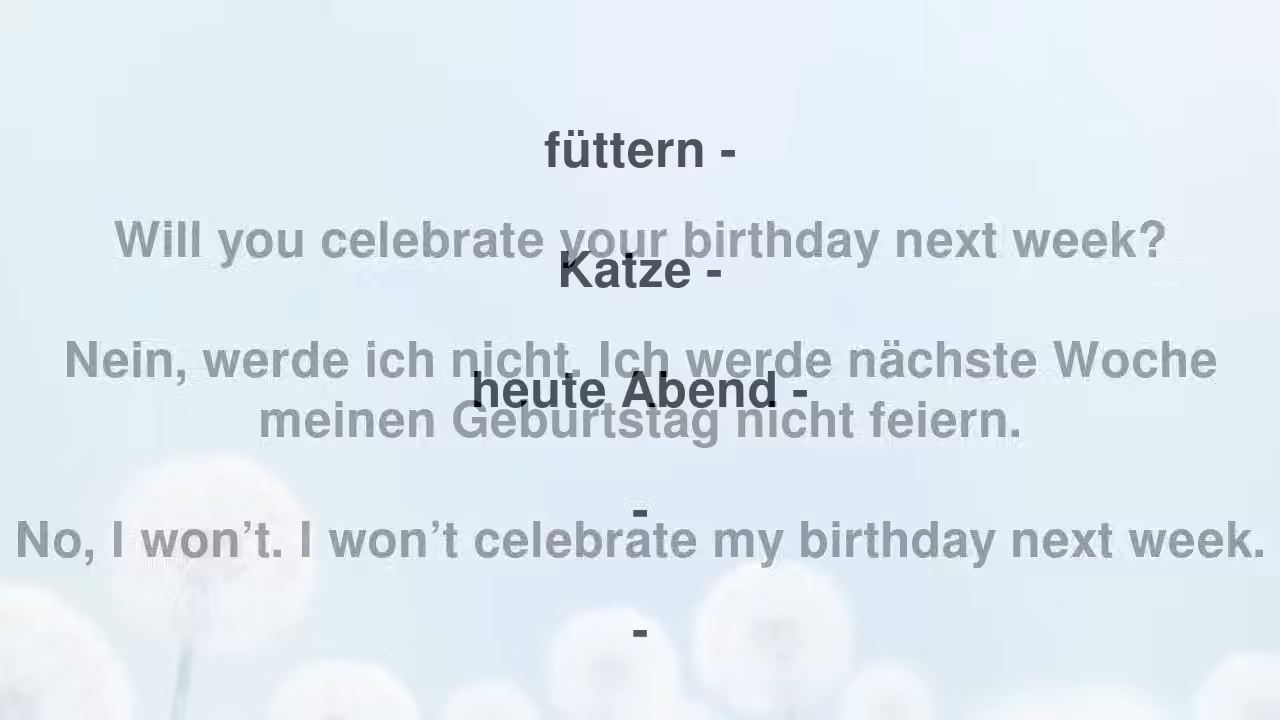 füttern -
Will you celebrate your birthday next week?
Katze -
Nein, werde ich nicht. Ich werde nächste Woche
heute Abend -
meinen Geburtstag nicht feiern.
-
No, I won’t. I won’t celebrate my birthday next week.
-